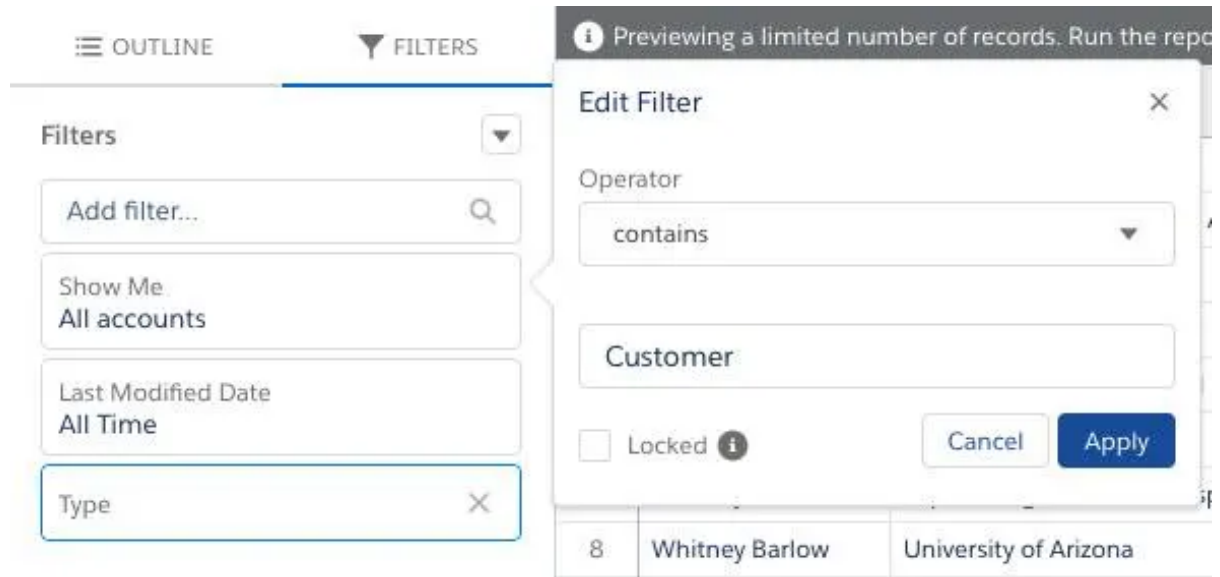 OUTLINE
FILTERS
Previewing a limited number of records. Run the repo
Filters
Add filter...
Show Me
All accounts
Last Modified Date
All Time
Type
Edit Filter
Operator
contains
Customer
Locked
Cancel
Apply
8 Whitney Barlow University of Arizona